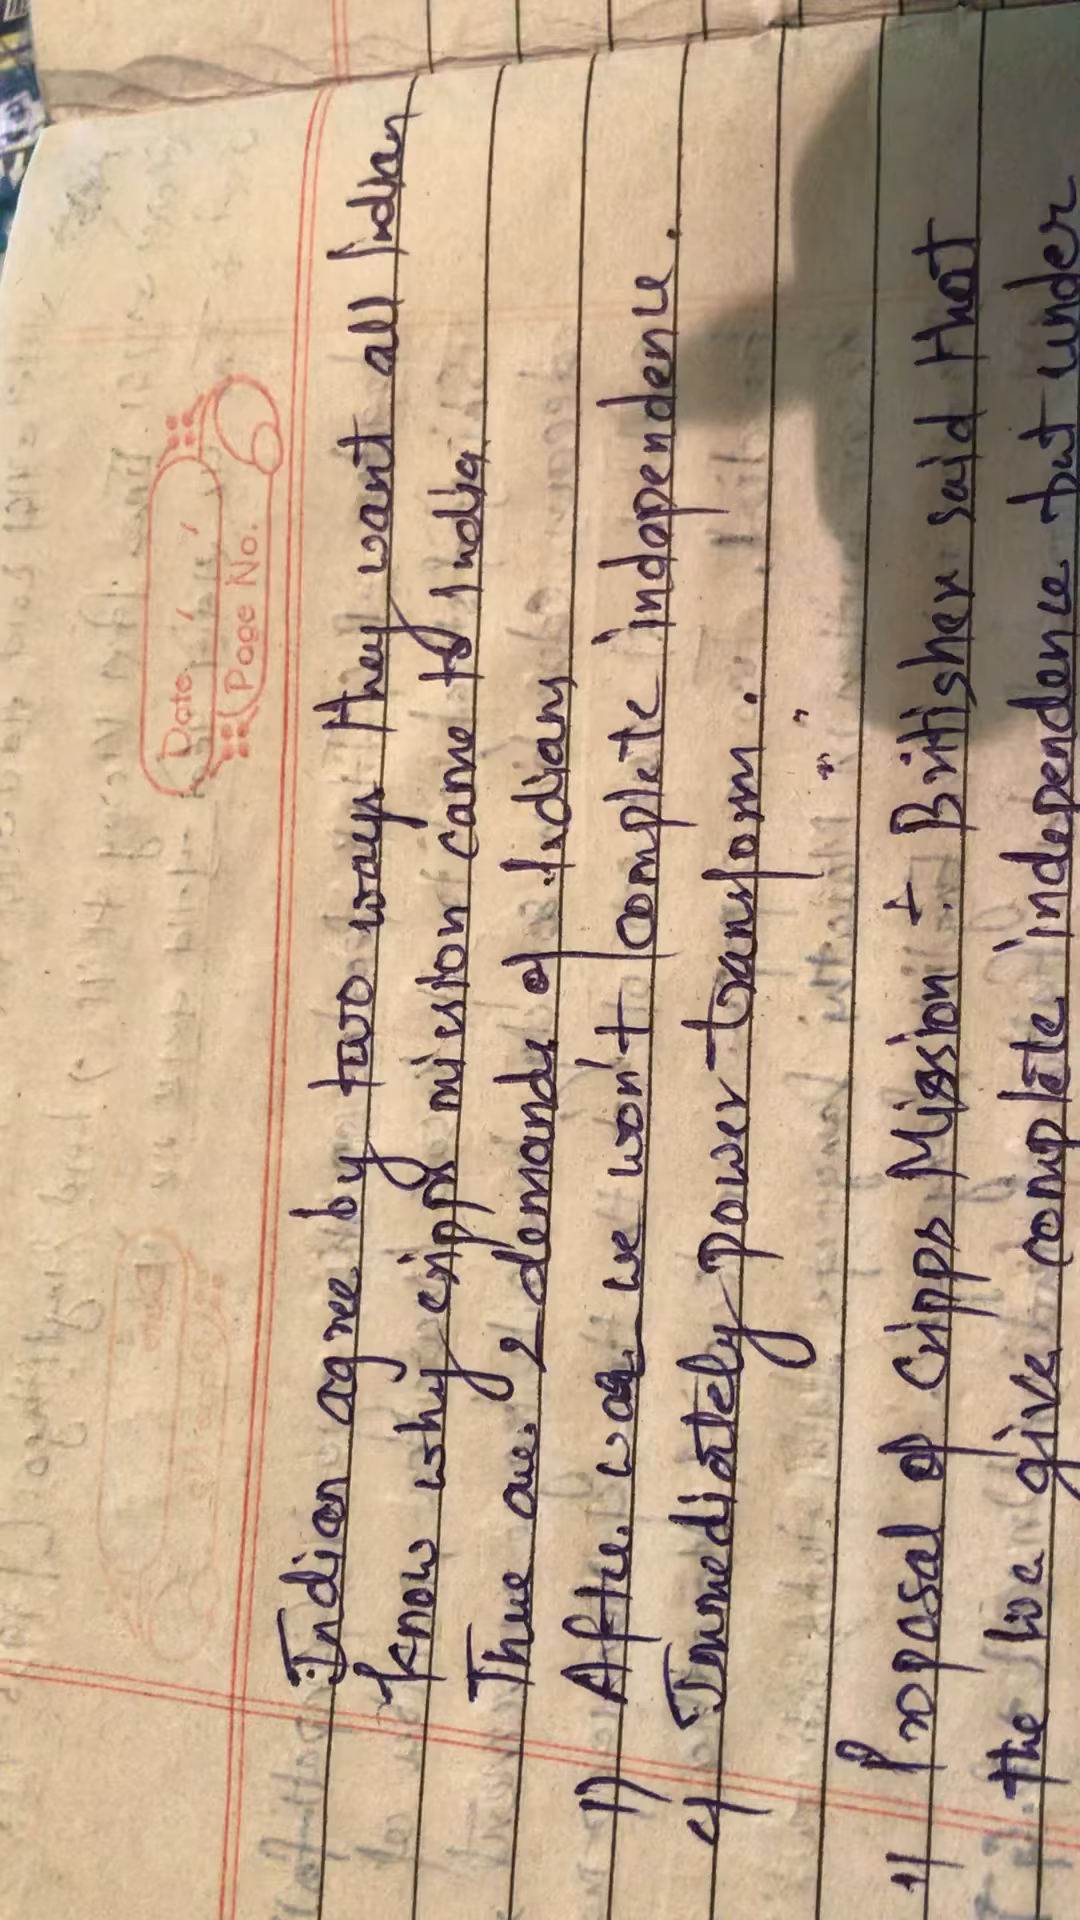 Date
Page No. 6
Indian agree by two ways they want all Indian
know why cripps mission came to India.
There are 2 demands of Indians
1) After war we won't complete independence.
2) Immediately power transform.
" "
1) Proposal of Cripps Mission ÷ Britisher said that
the we give complete independence but under